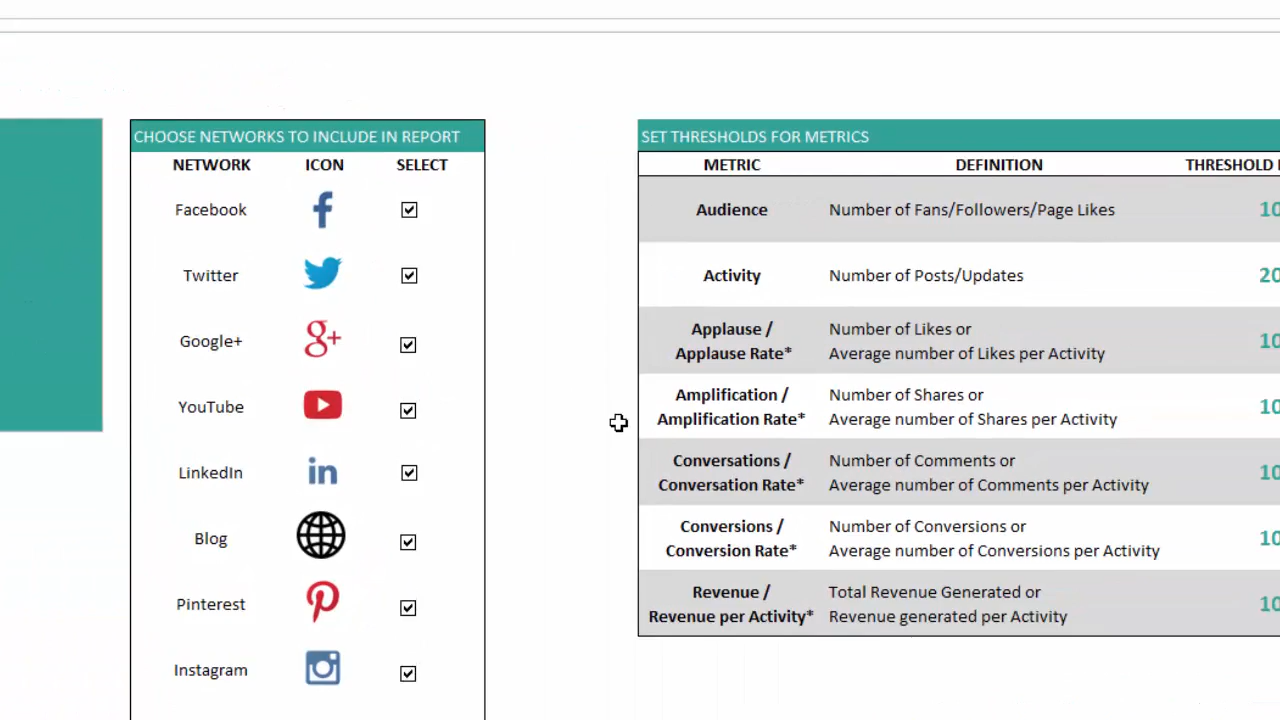 CHOOSE NETWORKS TO INCLUDE IN REPORT
NETWORK ICON SELECT
Facebook
Twitter
Google+
YouTube
LinkedIn
Blog
Pinterest
Instagram
SET THRESHOLDS FOR METRICS
METRIC DEFINITION THRESHOLD
Audience Number of Fans/Followers/Page Likes
Activity Number of Posts/Updates
Applause / Number of Likes or
Applause Rate* Average number of Likes per Activity
Amplification / Number of Shares or
Amplification Rate* Average number of Shares per Activity
Conversations / Number of Comments or
Conversation Rate* Average number of Comments per Activity
Conversions / Number of Conversions or
Conversion Rate* Average number of Conversions per Activity
Revenue / Total Revenue Generated or
Revenue per Activity* Revenue generated per Activity